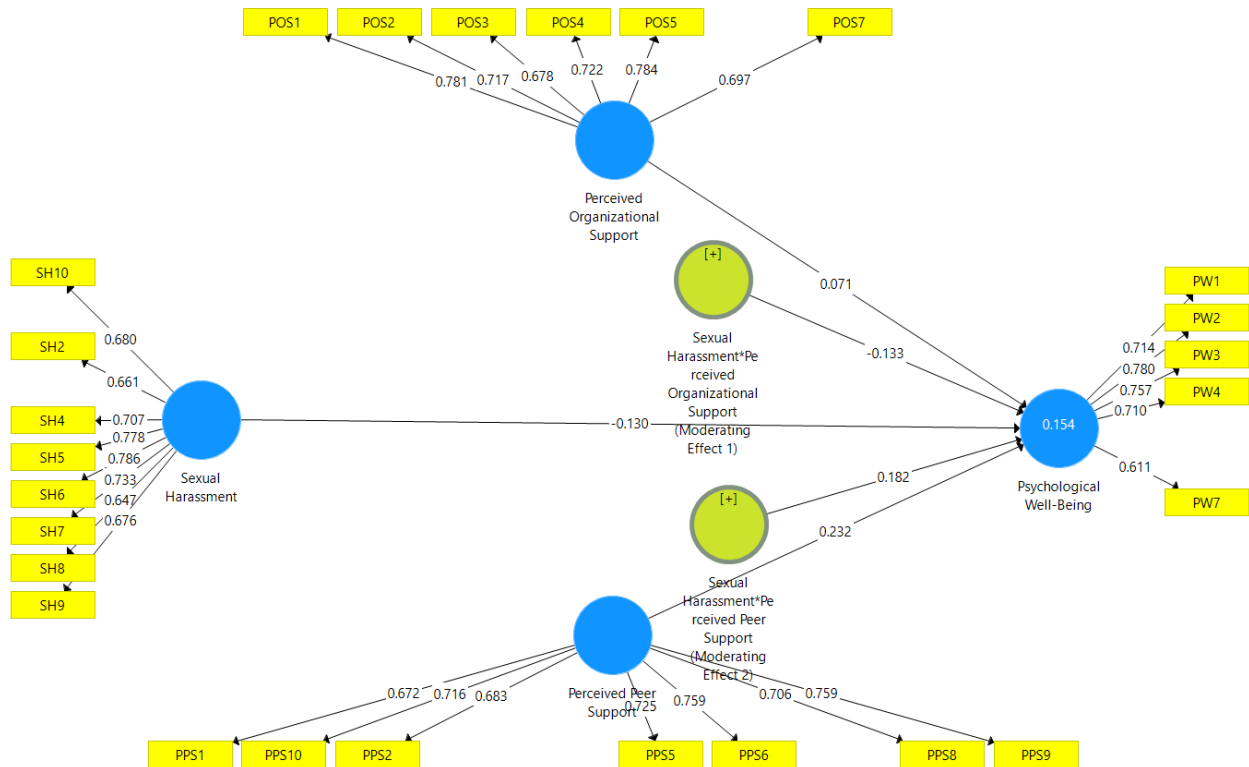 POS1 POS2 POS3 POS4 POS5 POS7
0.781 0.717 0.678 0.722 0.784 0.697
Perceived
Organizational
Support
[+]
Sexual
Harassment*Pe
rceived
Organizational
Support
(Moderating
Effect 1)
0.071
-0.133
-0.130
0.182
0.232
SH10
SH2
SH4
SH5
SH6
SH7
SH8
SH9
0.680
0.661
0.707
0.778
0.786
0.733
0.647
0.676
Sexual
Harassment
PW1
PW2
PW3
PW4
PW7
0.714
0.780
0.757
0.710
0.611
0.154
Psychological
Well-Being
[+]
Sexual
Harassment*Pe
rceived Peer
Support
(Moderating
Effect 2)
Perceived Peer
Support
0.672 0.716 0.683 0.725 0.759 0.706 0.759
PPS1 PPS10 PPS2 PPS5 PPS6 PPS8 PPS9